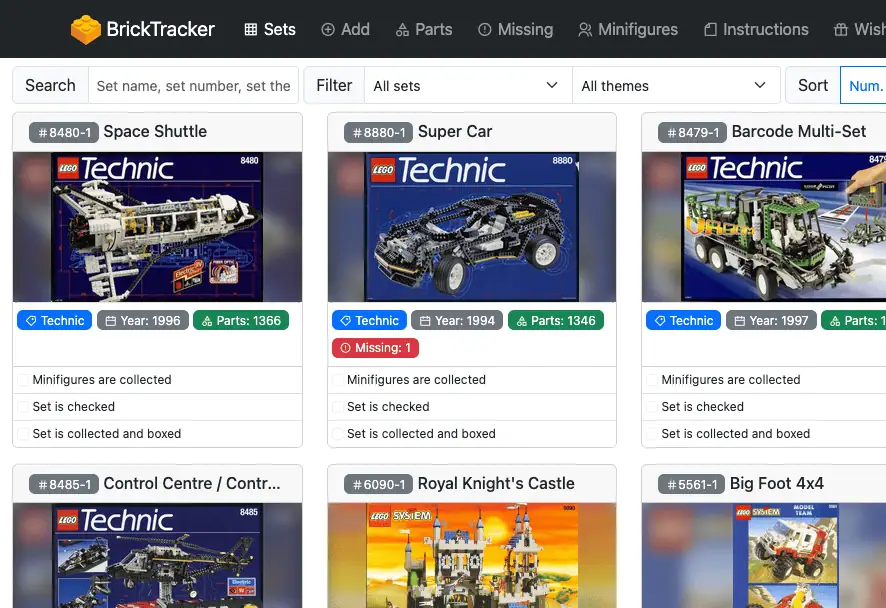 BrickTracker Sets Add Parts Missing Minifigures Instructions Wish
Search Set name, set number, set the Filter All sets All themes Sort Num.
#8480-1 Space Shuttle
LEGO Technic 8480
Technic Year: 1996 Parts: 1366
Minifigures are collected
Set is checked
Set is collected and boxed
#8880-1 Super Car
LEGO Technic 8880
Technic Year: 1994 Parts: 1346
Missing: 1
Minifigures are collected
Set is checked
Set is collected and boxed
#8479-1 Barcode Multi-Set
LEGO Technic 8479
Technic Year: 1997 Parts: 1
Minifigures are collected
Set is checked
Set is collected and boxed
#8485-1 Control Centre / Contr...
LEGO Technic 8485
#6090-1 Royal Knight's Castle
LEGO SYSTEM 6090
#5561-1 Big Foot 4x4
LEGO SYSTEM MODEL TEAM